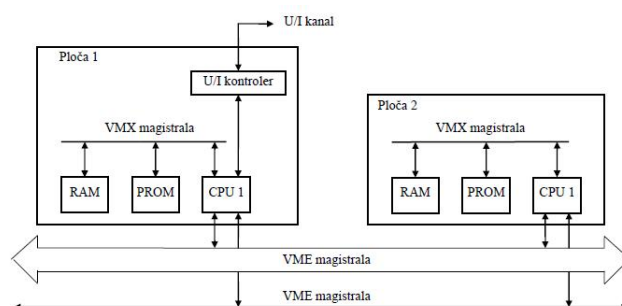 U/I kanal
Ploča 1
U/I kontroler
VMX magistrala
RAM
PROM
CPU 1
Ploča 2
VMX magistrala
RAM
PROM
CPU 1
VME magistrala
VME magistrala